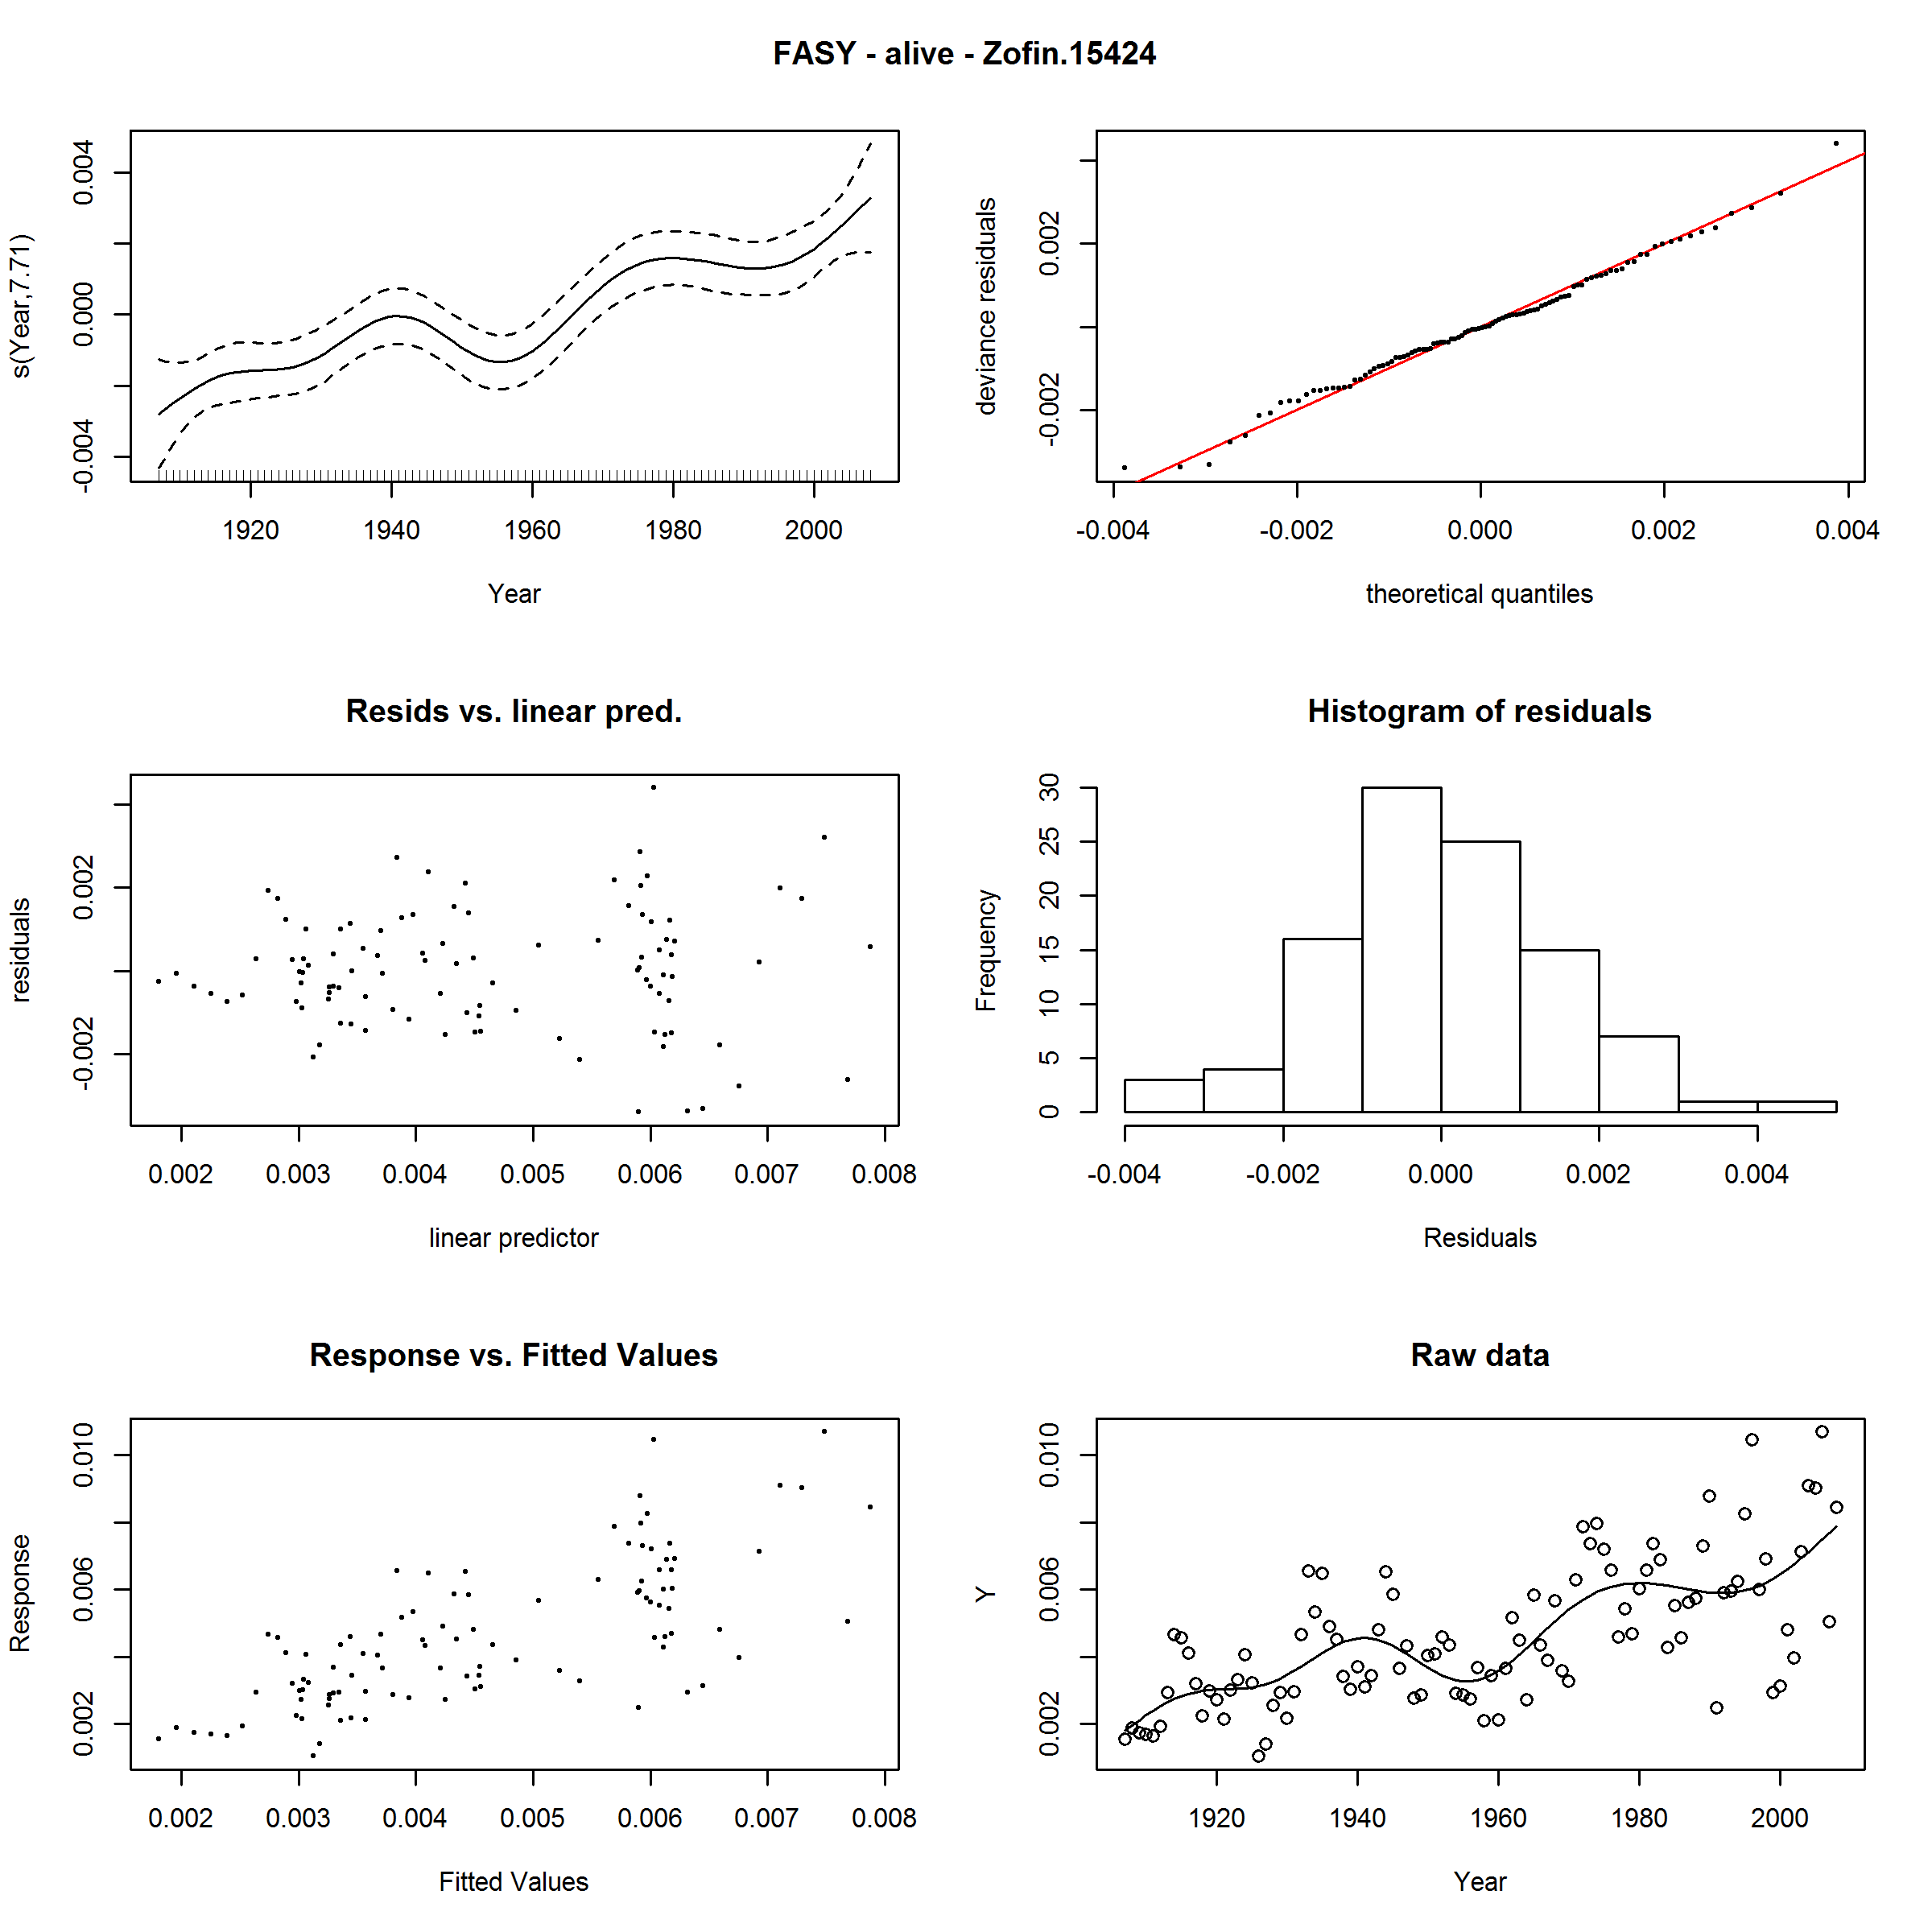 FASY - alive - Zofin.15424
s(Year,7.71)
0.004
0.000
-0.004
1920 1940 1960 1980 2000
Year
deviance residuals
0.002
-0.002
-0.004 -0.002 0.000 0.002 0.004
theoretical quantiles
Resids vs. linear pred.
residuals
0.002
-0.002
0.002 0.003 0.004 0.005 0.006 0.007 0.008
linear predictor
Histogram of residuals
Frequency
30
25
20
15
10
5
0
-0.004 -0.002 0.000 0.002 0.004
Residuals
Response vs. Fitted Values
Response
0.010
0.006
0.002
0.002 0.003 0.004 0.005 0.006 0.007 0.008
Fitted Values
Raw data
Y
0.010
0.006
0.002
1920 1940 1960 1980 2000
Year